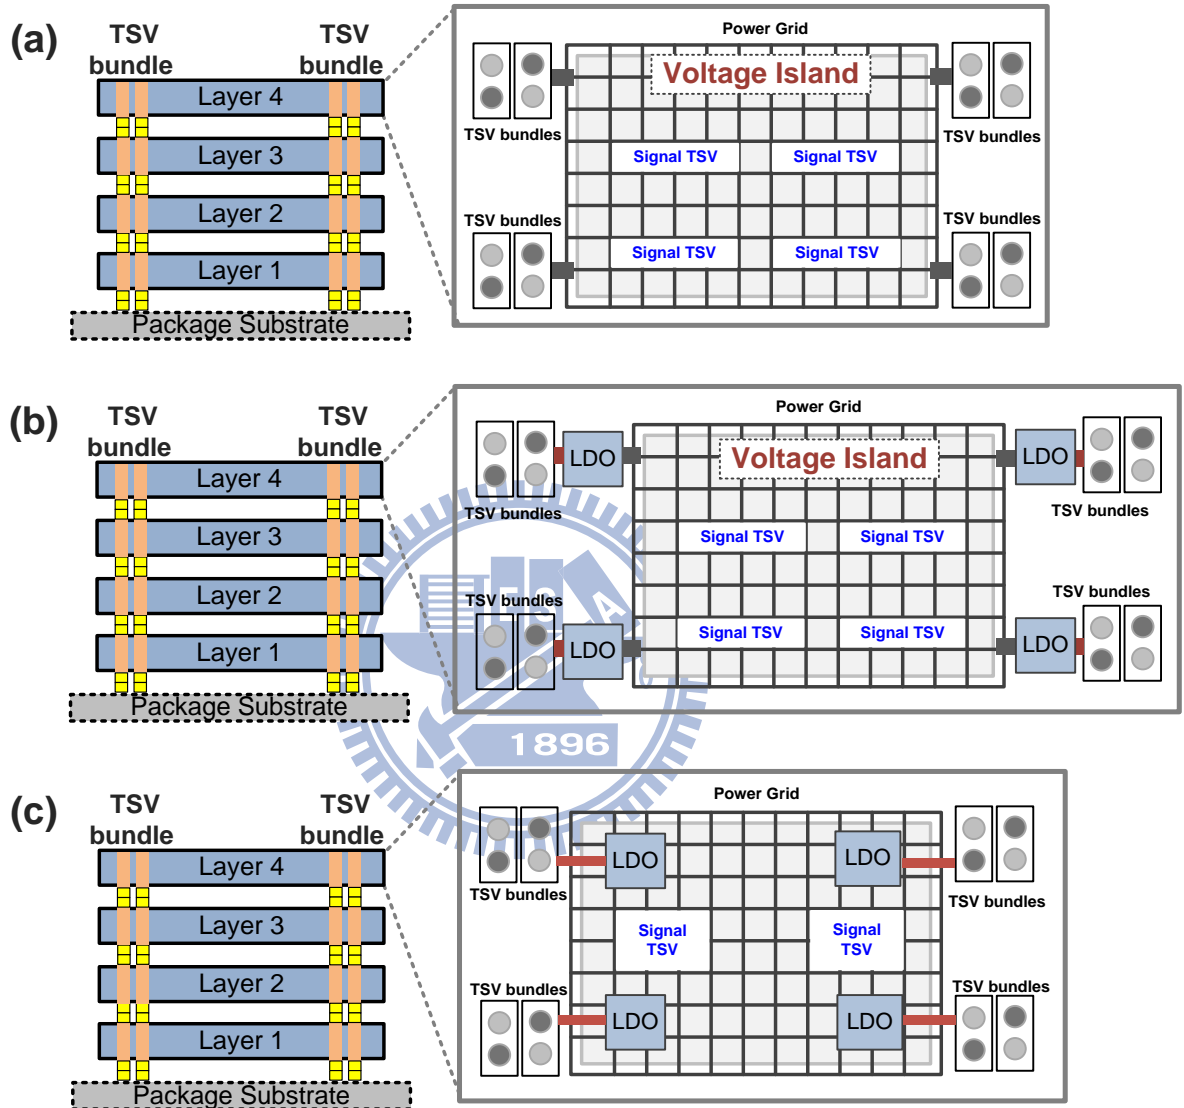 (a)
TSV
bundle
TSV
bundle
Layer 4
Layer 3
Layer 2
Layer 1
Package Substrate
Power Grid
Voltage Island
TSV bundles
TSV bundles
Signal TSV
Signal TSV
TSV bundles
TSV bundles
Signal TSV
Signal TSV
(b)
TSV
bundle
TSV
bundle
Layer 4
Layer 3
Layer 2
Layer 1
Package Substrate
Power Grid
LDO
Voltage Island
LDO
TSV bundles
TSV bundles
Signal TSV
Signal TSV
TSV bundles
TSV bundles
LDO
Signal TSV
Signal TSV
LDO
1896
(c)
TSV
bundle
TSV
bundle
Layer 4
Layer 3
Layer 2
Layer 1
Package Substrate
Power Grid
LDO
LDO
TSV bundles
TSV bundles
Signal
TSV
Signal
TSV
TSV bundles
TSV bundles
LDO
LDO